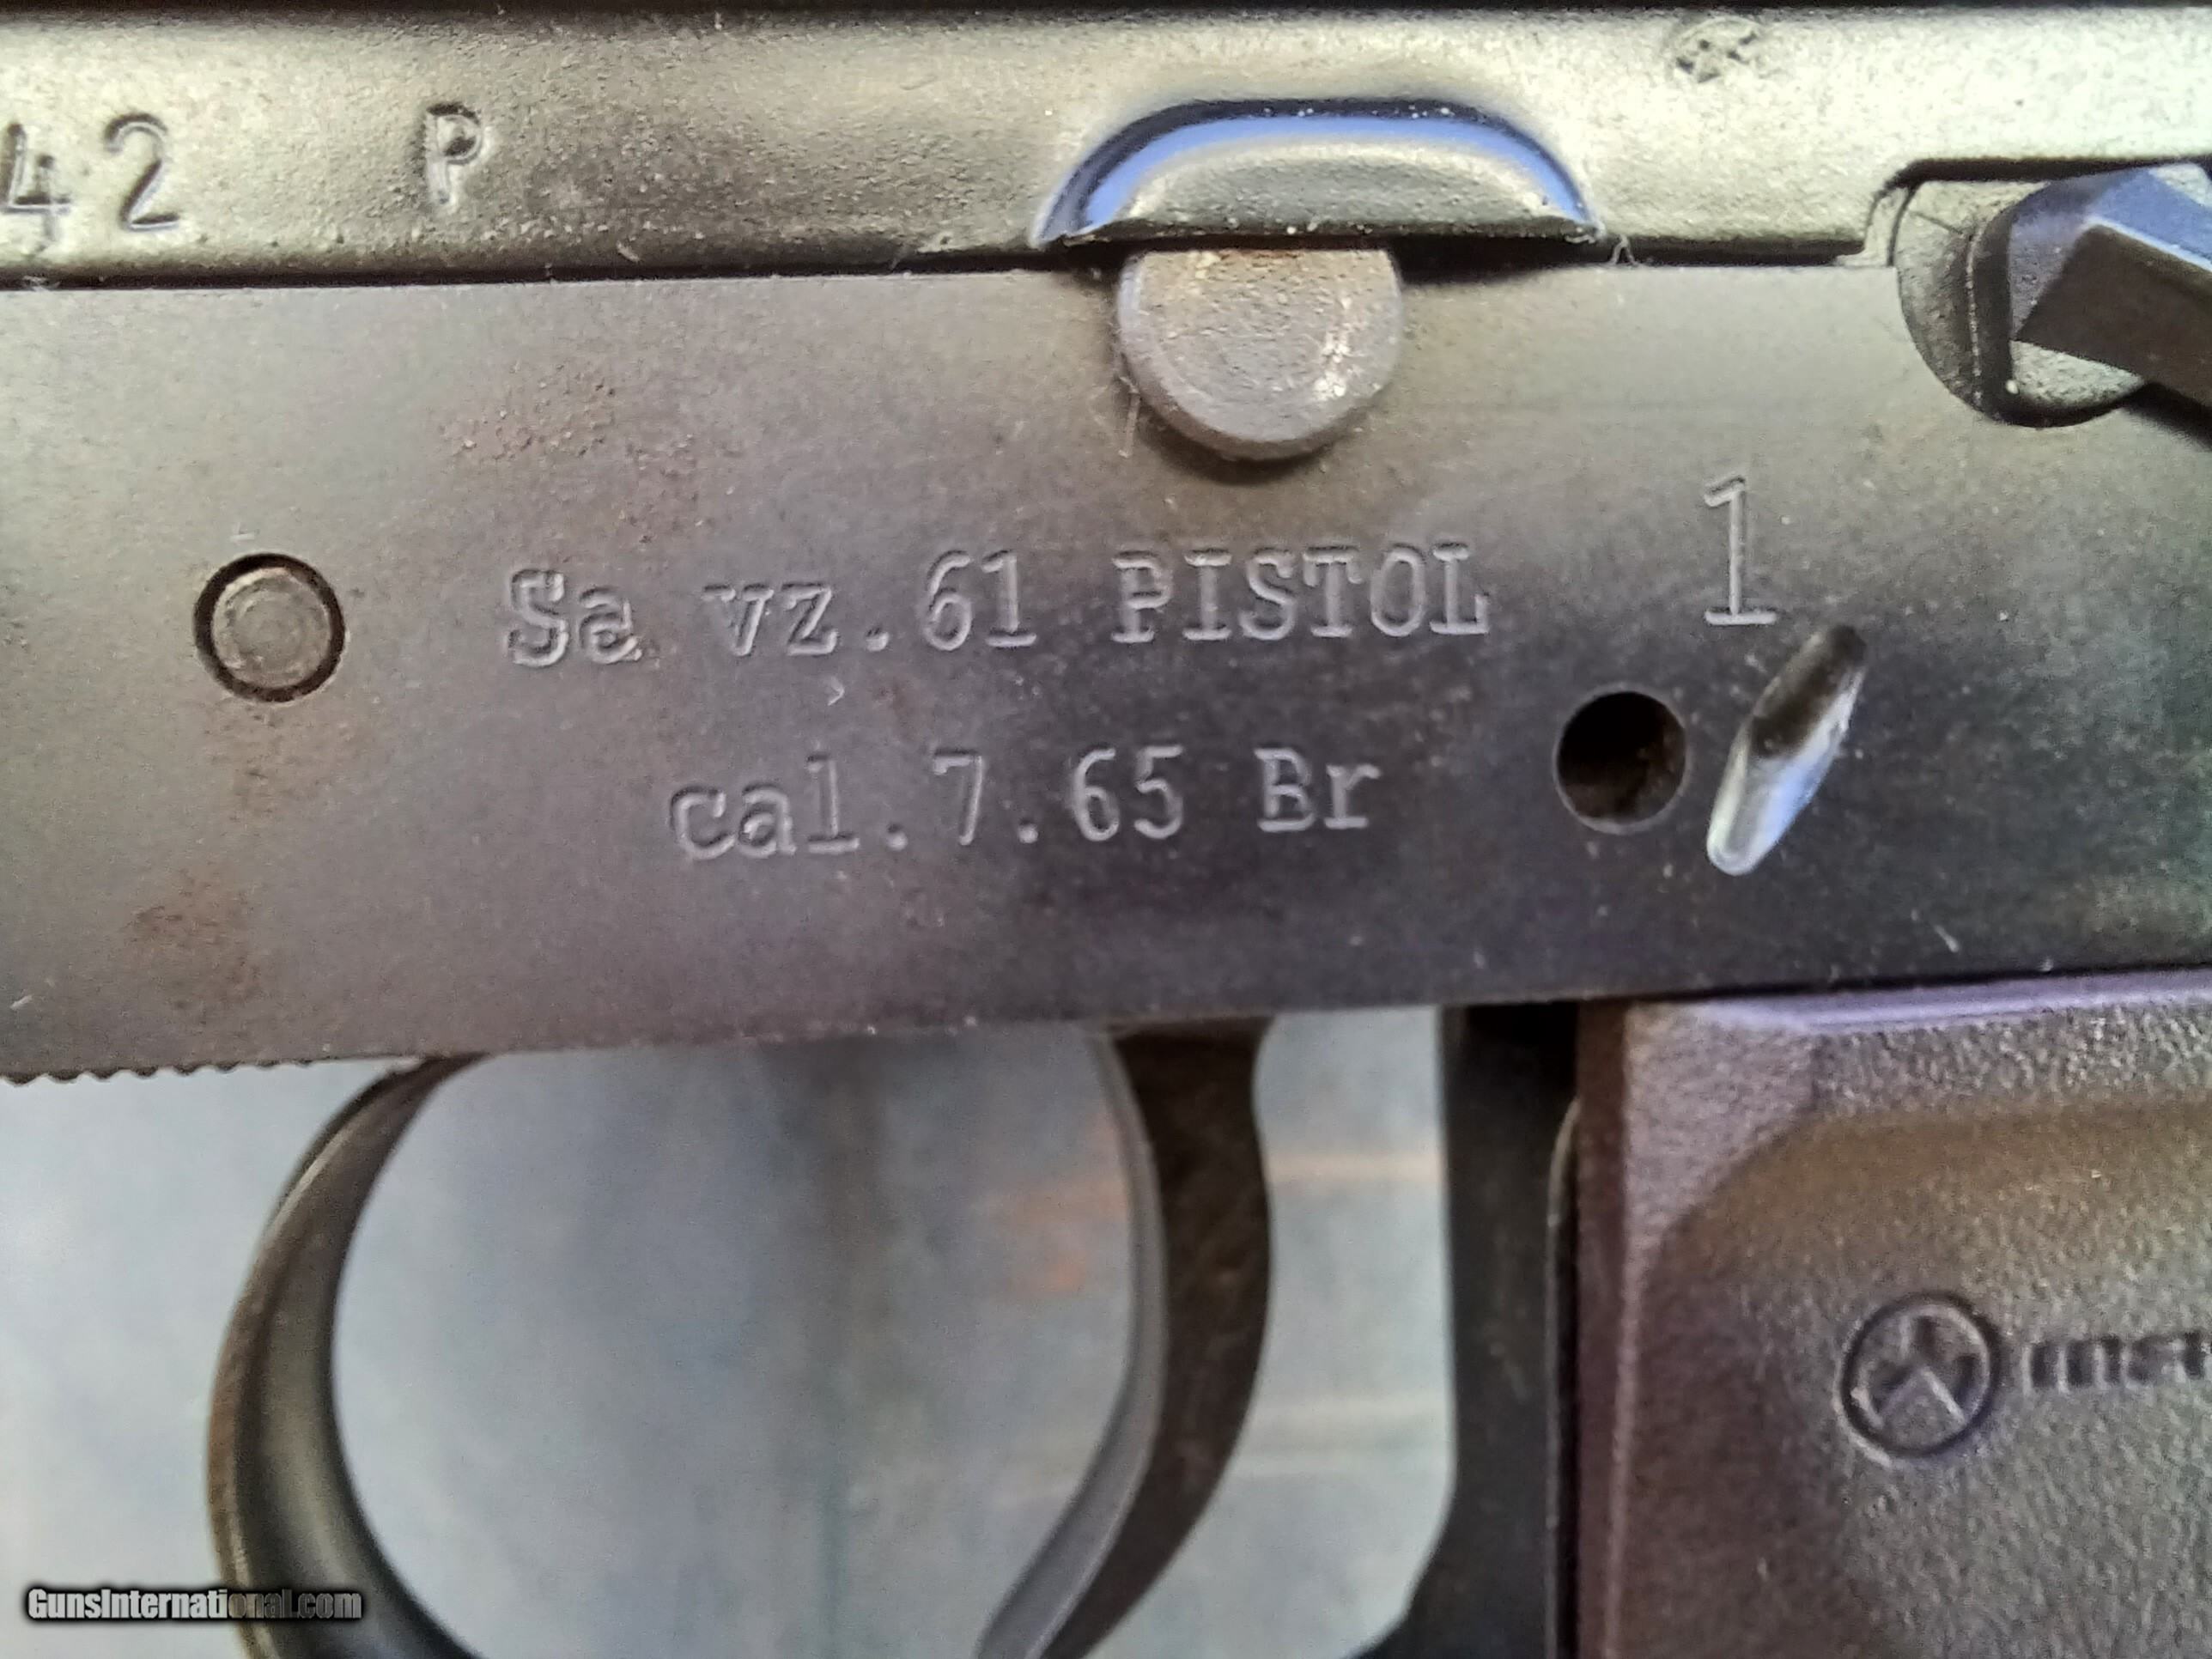 42 P
Sa vz.61 PISTOL 1
cal.7.65 Br
GunsInternational.com